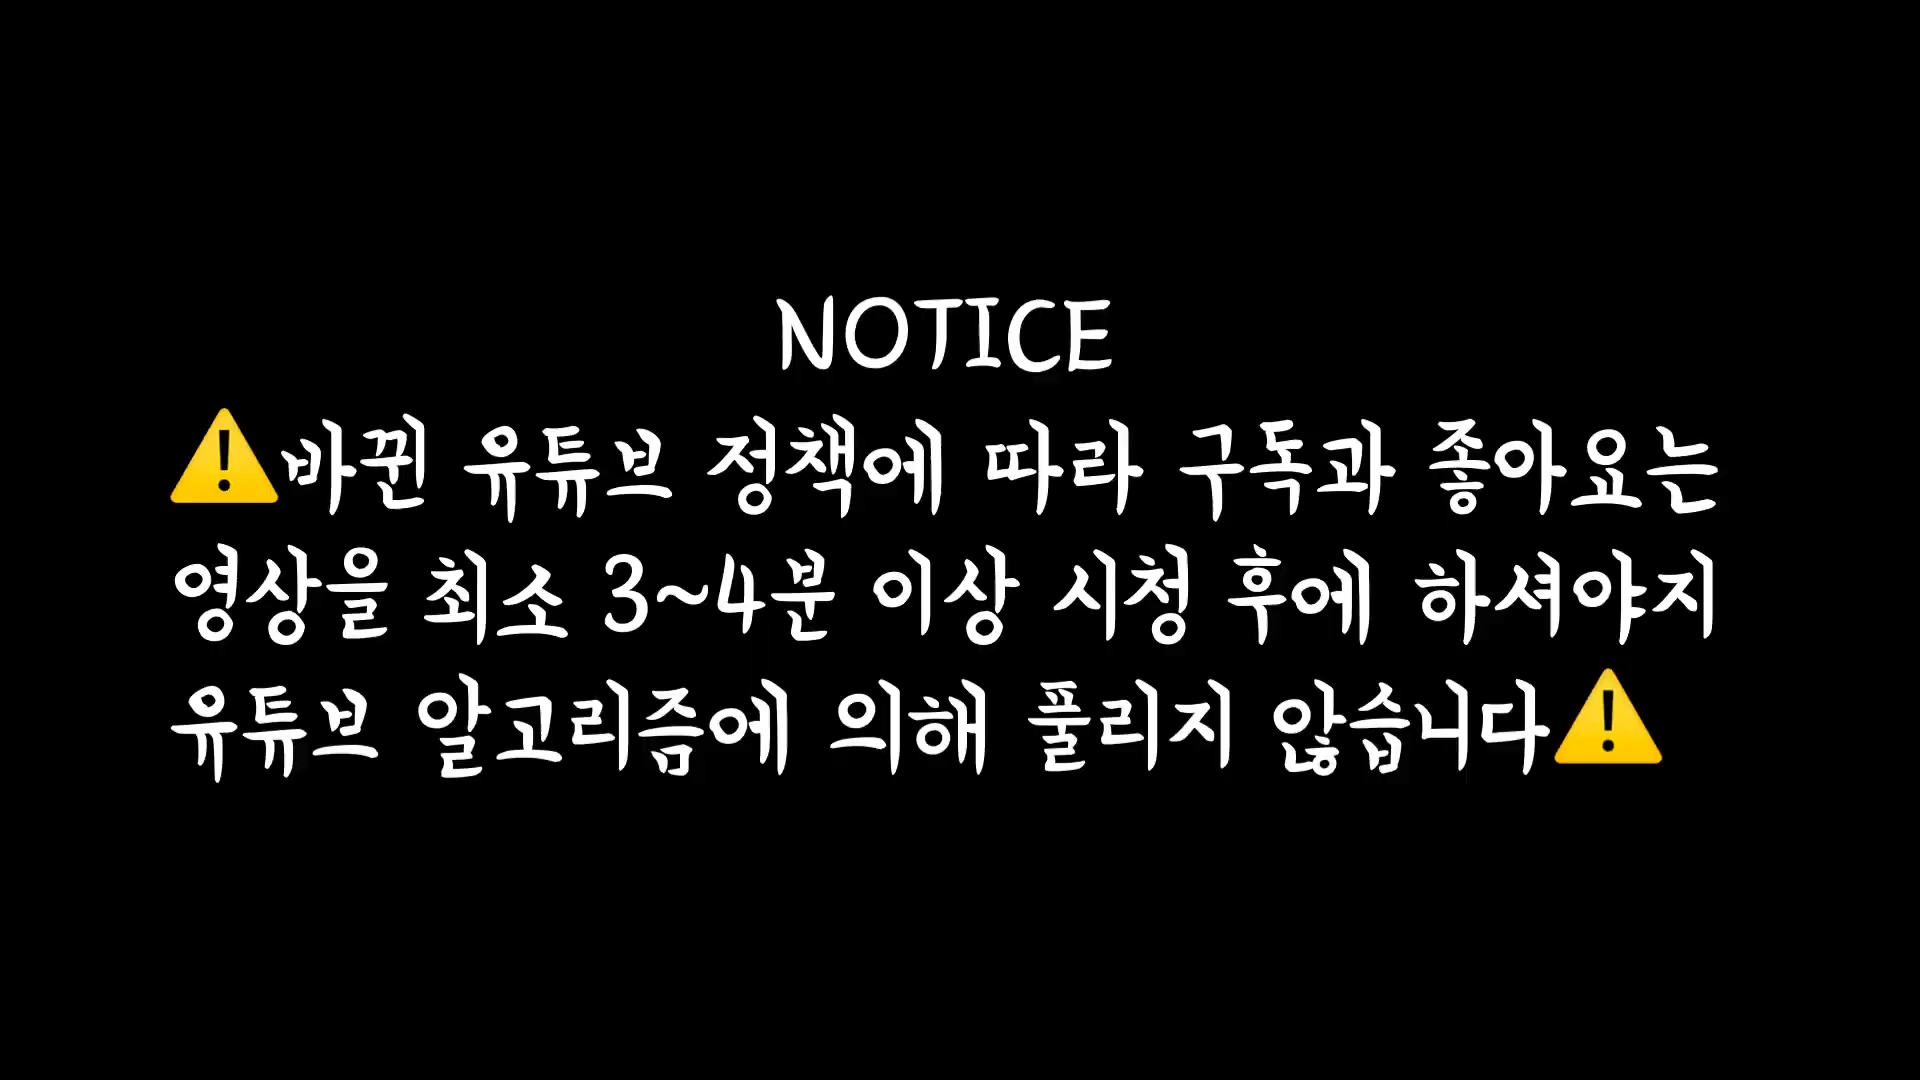 NOTICE
⚠️바뀐 유튜브 정책에 따라 구독과 좋아요는
영상을 최소 3~4분 이상 시청 후에 하셔야지
유튜브 알고리즘에 의해 풀리지 않습니다⚠️